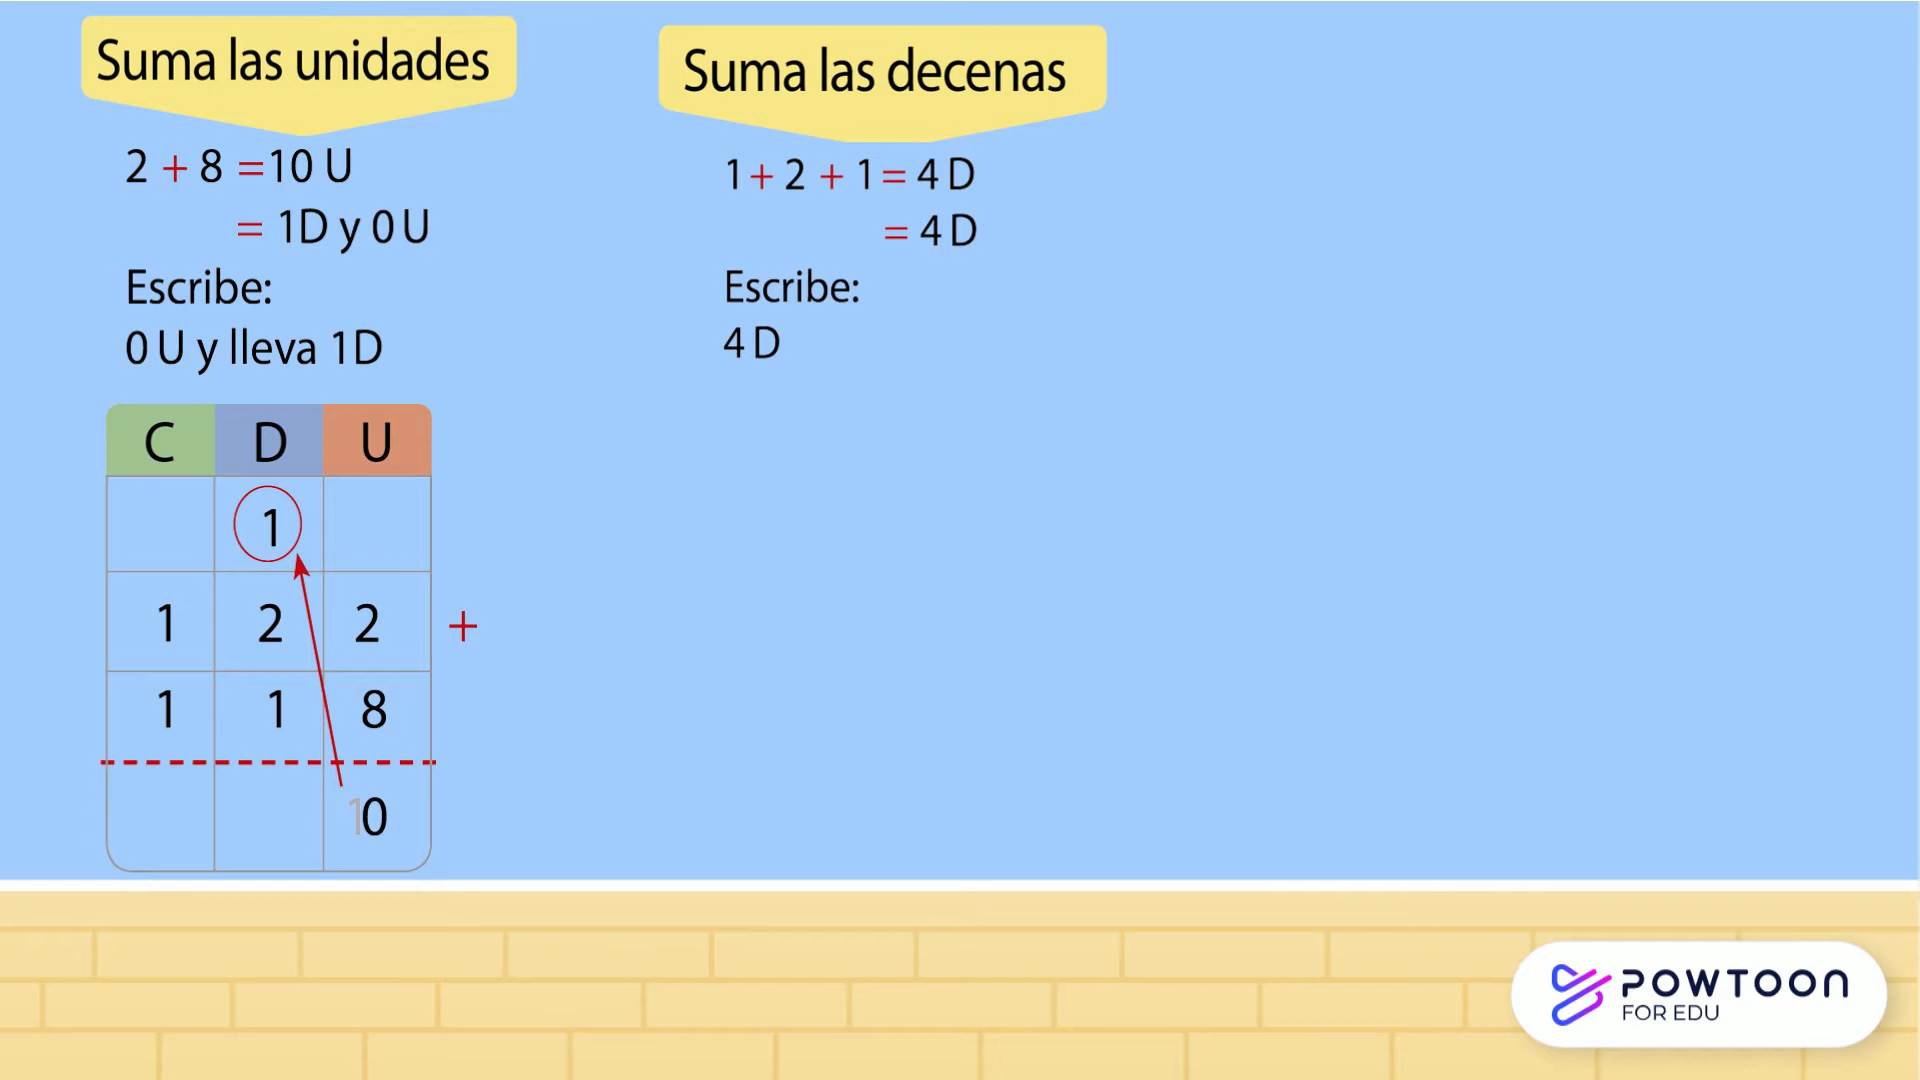 Suma las unidades
2 + 8 =10 U
= 1D y 0 U
Escribe:
0 U y lleva 1D
Suma las decenas
1+ 2 + 1= 4 D
= 4 D
Escribe:
4 D
C D U
1
1 2 2 +
1 1 8
10
POWTOON
FOR EDU